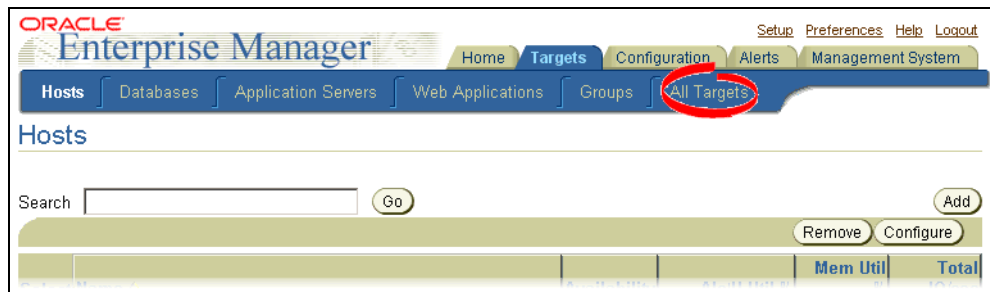 ORACLE
Enterprise Manager
Setup Preferences Help Logout
Home Targets Configuration Alerts Management System
Hosts Databases Application Servers Web Applications Groups All Targets
Hosts
Search Go Add
Remove Configure
Mem Util Total